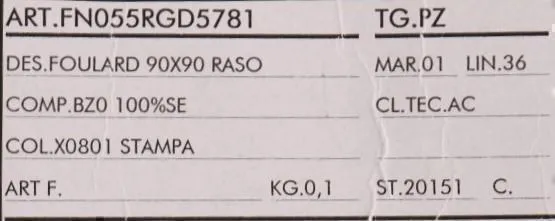 ART.FN055RGD5781 TG.PZ
DES.FOULARD 90X90 RASO MAR.01 LIN.36
COMP.BZ0 100%SE CL.TEC.AC
COL.X0801 STAMPA
ART F. KG.0,1 ST.20151 C.